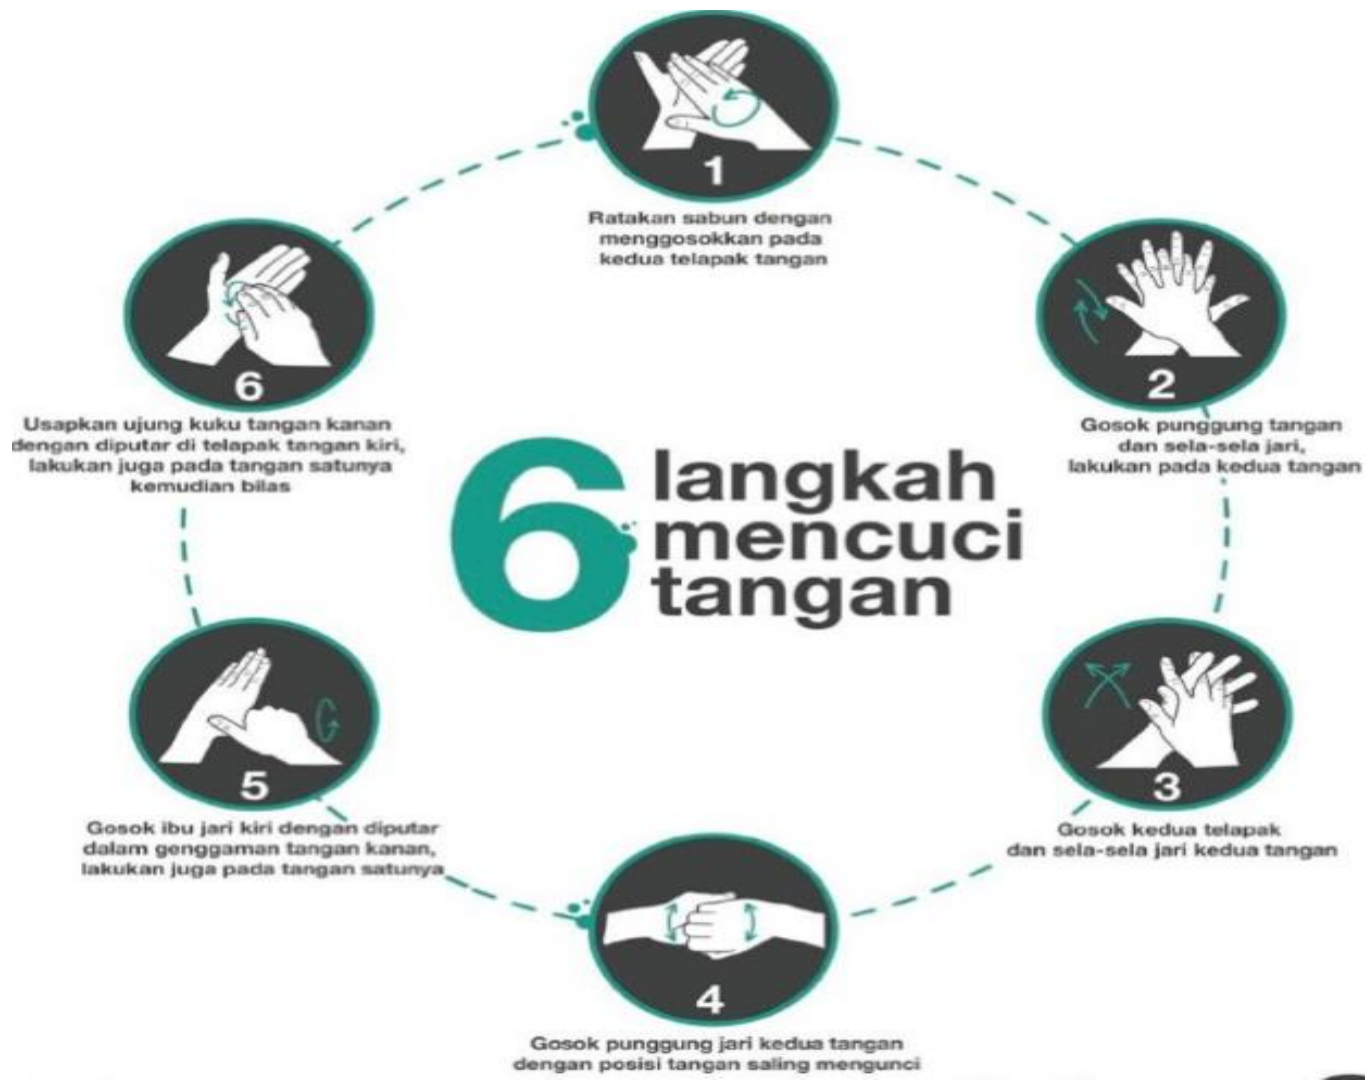 1
Ratakan sabun dengan
menggosokkan pada
kedua telapak tangan
2
Gosok punggung tangan
dan sela-sela jari,
lakukan pada kedua tangan
3
Gosok kedua telapak
dan sela-sela jari kedua tangan
4
Gosok punggung jari kedua tangan
dengan posisi tangan saling mengunci
5
Gosok ibu jari kiri dengan diputar
dalam genggaman tangan kanan,
lakukan juga pada tangan satunya
6
Usapkan ujung kuku tangan kanan
dengan diputar di telapak tangan kiri,
lakukan juga pada tangan satunya
kemudian bilas
6 langkah
mencuci
tangan